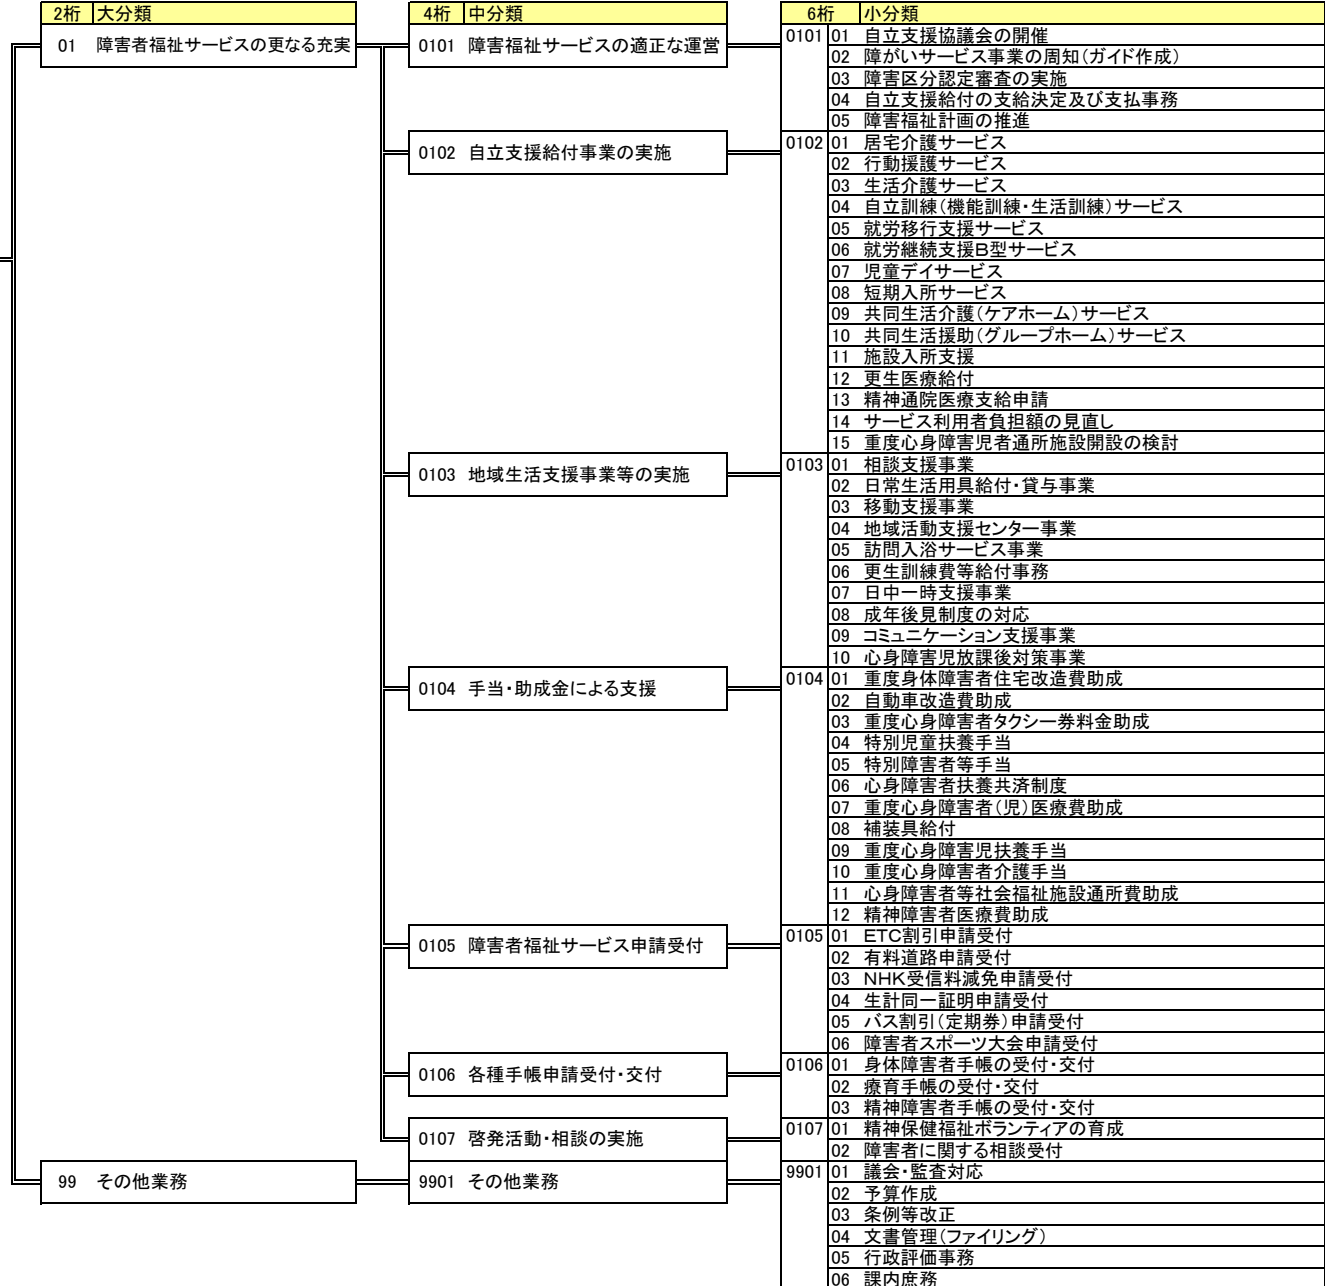 2桁 大分類 4桁 中分類 6桁 小分類
01 障害者福祉サービスの更なる充実 0101 障害福祉サービスの適正な運営 0101 01 自立支援協議会の開催
02 障がいサービス事業の周知（ガイド作成）
03 障害区分認定審査の実施
04 自立支援給付の支給決定及び支払事務
05 障害福祉計画の推進
0102 自立支援給付事業の実施 0102 01 居宅介護サービス
02 行動援護サービス
03 生活介護サービス
04 自立訓練（機能訓練・生活訓練）サービス
05 就労移行支援サービス
06 就労継続支援Ｂ型サービス
07 児童デイサービス
08 短期入所サービス
09 共同生活介護（ケアホーム）サービス
10 共同生活援助（グループホーム）サービス
11 施設入所支援
12 更生医療給付
13 精神通院医療支給申請
14 サービス利用者負担額の見直し
15 重度心身障害児者通所施設開設の検討
0103 地域生活支援事業等の実施 0103 01 相談支援事業
02 日常生活用具給付・貸与事業
03 移動支援事業
04 地域活動支援センター事業
05 訪問入浴サービス事業
06 更生訓練費等給付事務
07 日中一時支援事業
08 成年後見制度の対応
09 コミュニケーション支援事業
10 心身障害児放課後対策事業
0104 手当・助成金による支援 0104 01 重度身体障害者住宅改造費助成
02 自動車改造費助成
03 重度心身障害者タクシー券料金助成
04 特別児童扶養手当
05 特別障害者等手当
06 心身障害者扶養共済制度
07 重度心身障害者（児）医療費助成
08 補装具給付
09 重度心身障害児扶養手当
10 重度心身障害者介護手当
11 心身障害者等社会福祉施設通所費助成
12 精神障害者医療費助成
0105 障害者福祉サービス申請受付 0105 01 ＥＴＣ割引申請受付
02 有料道路申請受付
03 ＮＨＫ受信料減免申請受付
04 生計同一証明申請受付
05 バス割引（定期券）申請受付
06 障害者スポーツ大会申請受付
0106 各種手帳申請受付・交付 0106 01 身体障害者手帳の受付・交付
02 療育手帳の受付・交付
03 精神障害者手帳の受付・交付
0107 啓発活動・相談の実施 0107 01 精神保健福祉ボランティアの育成
02 障害者に関する相談受付
99 その他業務 9901 その他業務 9901 01 議会・監査対応
02 予算作成
03 条例等改正
04 文書管理（ファイリング）
05 行政評価事務
06 課内庶務